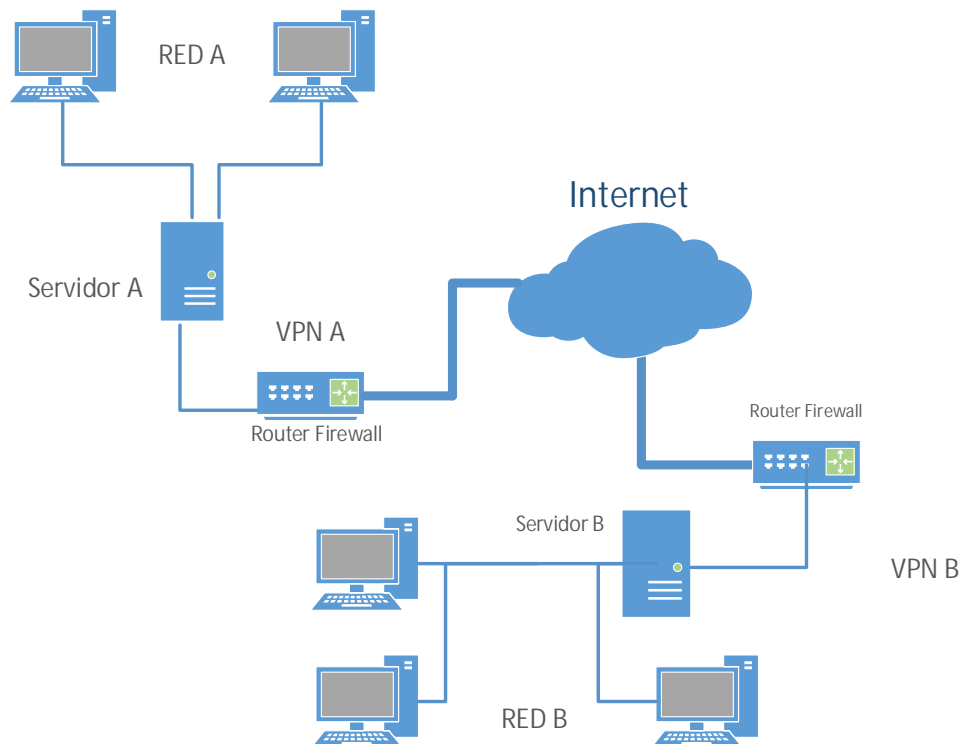 RED A
Internet
Servidor A
VPN A
Router Firewall
Router Firewall
Servidor B
VPN B
RED B